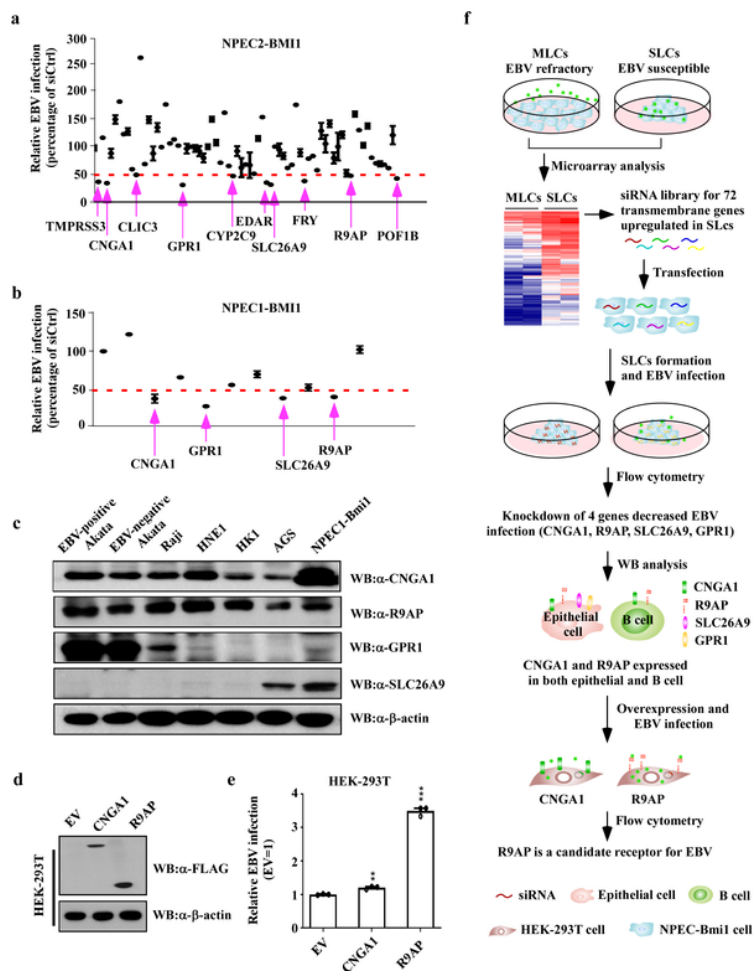 a
NPEC2-BMI1
Relative EBV infection
(percentage of siCtrl)
300
250
200
150
100
50
0
TMPRSS3
CNGA1
CLIC3
GPR1
CYP2C9
EDAR
SLC26A9
FRY
R9AP
POF1B
b
NPEC1-BMI1
Relative EBV infection
(percentage of siCtrl)
150
100
50
0
CNGA1
GPR1
SLC26A9
R9AP
c
EBV-positive
Akata
EBV-negative
Akata
Raji
HNE1
HK1
AGS
NPEC1-Bmi1
WB:α-CNGA1
WB:α-R9AP
WB:α-GPR1
WB:α-SLC26A9
WB:α-β-actin
d
EV
CNGA1
R9AP
HEK-293T
WB:α-FLAG
WB:α-β-actin
e
HEK-293T
Relative EBV infection
(EV=1)
4
3
2
1
0
**
***
EV
CNGA1
R9AP
f
MLCs
EBV refractory
SLCs
EBV susceptible
Microarray analysis
MLCs SLCs
siRNA library for 72
transmembrane genes
upregulated in SLcs
Transfection
SLCs formation
and EBV infection
Flow cytometry
Knockdown of 4 genes decreased EBV
infection (CNGA1, R9AP, SLC26A9, GPR1)
WB analysis
Epithelial
cell
B cell
CNGA1
R9AP
SLC26A9
GPR1
CNGA1 and R9AP expressed
in both epithelial and B cell
Overexpression and
EBV infection
CNGA1
R9AP
Flow cytometry
R9AP is a candidate receptor for EBV
siRNA
Epithelial cell
B cell
HEK-293T cell
NPEC-Bmi1 cell